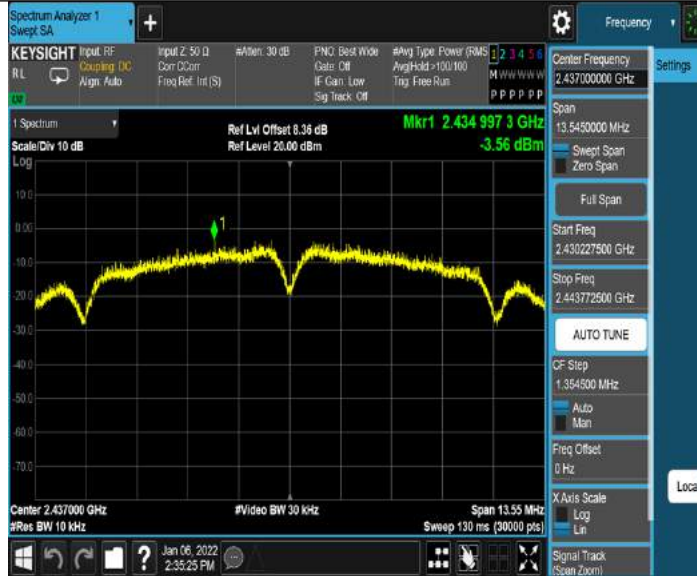 Spectrum Analyzer 1
Swept SA
+
Frequency
KEYSIGHT
RL
LW
Input: RF
Coupling: DC
Align: Auto
Input Z: 50 Ω
Corr CCorr
Freq Ref: Int (S)
#Atten: 30 dB
PNO: Best Wide
Gate: Off
IF Gain: Low
Sig Track: Off
#Avg Type: Power (RMS
Avg|Hold:>100/100
Trig: Free Run
1 2 3 4 5 6
M W W W W W
P P P P P P
1 Spectrum
Scale/Div 10 dB
Ref Lvl Offset 8.36 dB
Ref Level 20.00 dBm
Mkr1 2.434 997 3 GHz
-3.56 dBm
Log
10.0
0.00
-10.0
-20.0
-30.0
-40.0
-50.0
-60.0
-70.0
1
Center 2.437000 GHz
#Res BW 10 kHz
#Video BW 30 kHz
Span 13.55 MHz
Sweep 130 ms (30000 pts)
?
Jan 06, 2022
2:35:25 PM
Center Frequency
2.437000000 GHz
Settings
Span
13.5450000 MHz
Swept Span
Zero Span
Full Span
Start Freq
2.430227500 GHz
Stop Freq
2.443772500 GHz
AUTO TUNE
CF Step
1.354500 MHz
Auto
Man
Freq Offset
0 Hz
Loca
X Axis Scale
Log
Lin
Signal Track
(Span Zoom)